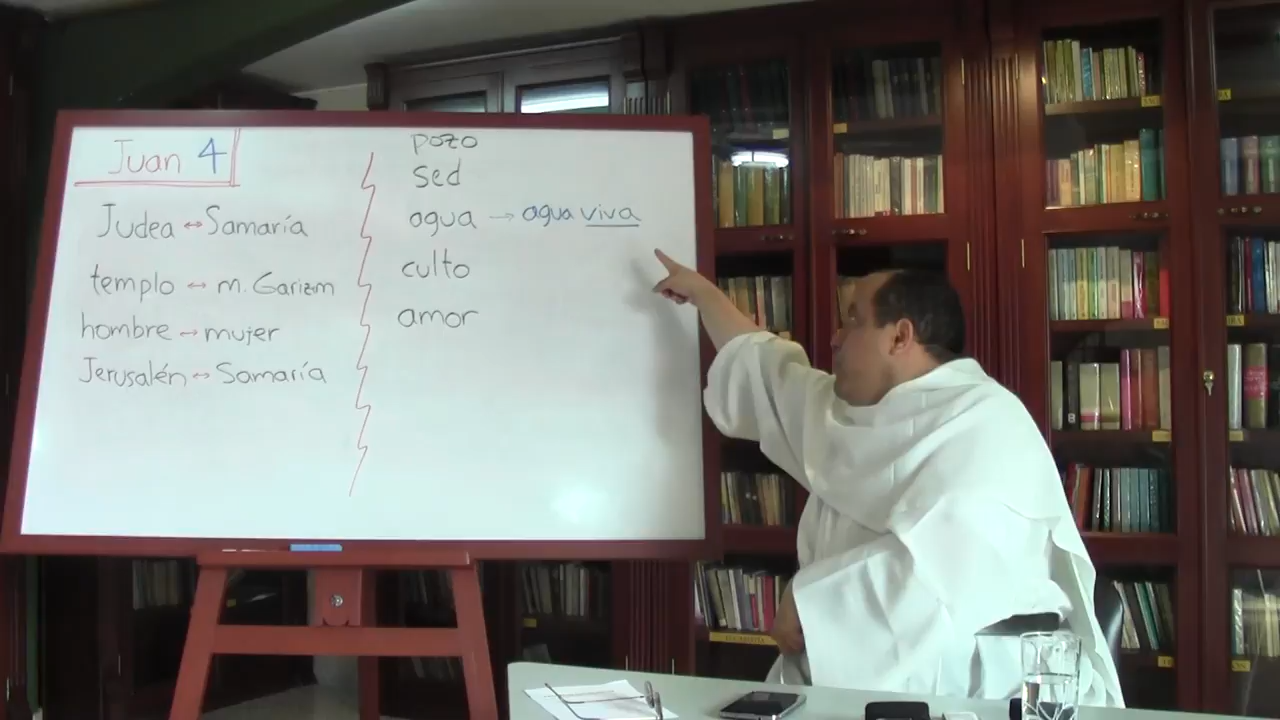 Juan 4
Judea ↔ Samaría
templo ↔ m. Garizim
hombre ↔ mujer
Jerusalén ↔ Samaría
pozo
sed
agua → agua viva
culto
amor